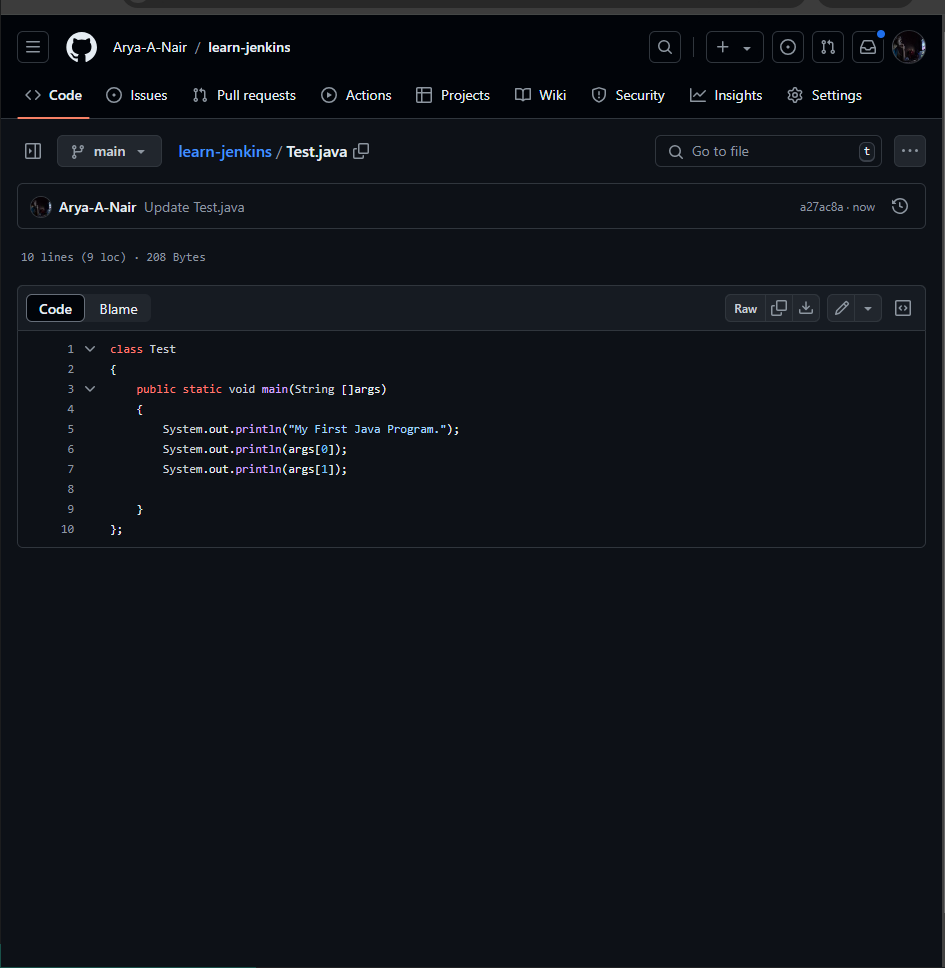 Arya-A-Nair / learn-jenkins
Code Issues Pull requests Actions Projects Wiki Security Insights Settings
main learn-jenkins / Test.java Go to file t
Arya-A-Nair Update Test.java a27ac8a · now
10 lines (9 loc) · 208 Bytes
Code Blame Raw
1 class Test
2 {
3 public static void main(String []args)
4 {
5 System.out.println("My First Java Program.");
6 System.out.println(args[0]);
7 System.out.println(args[1]);
8
9 }
10 };